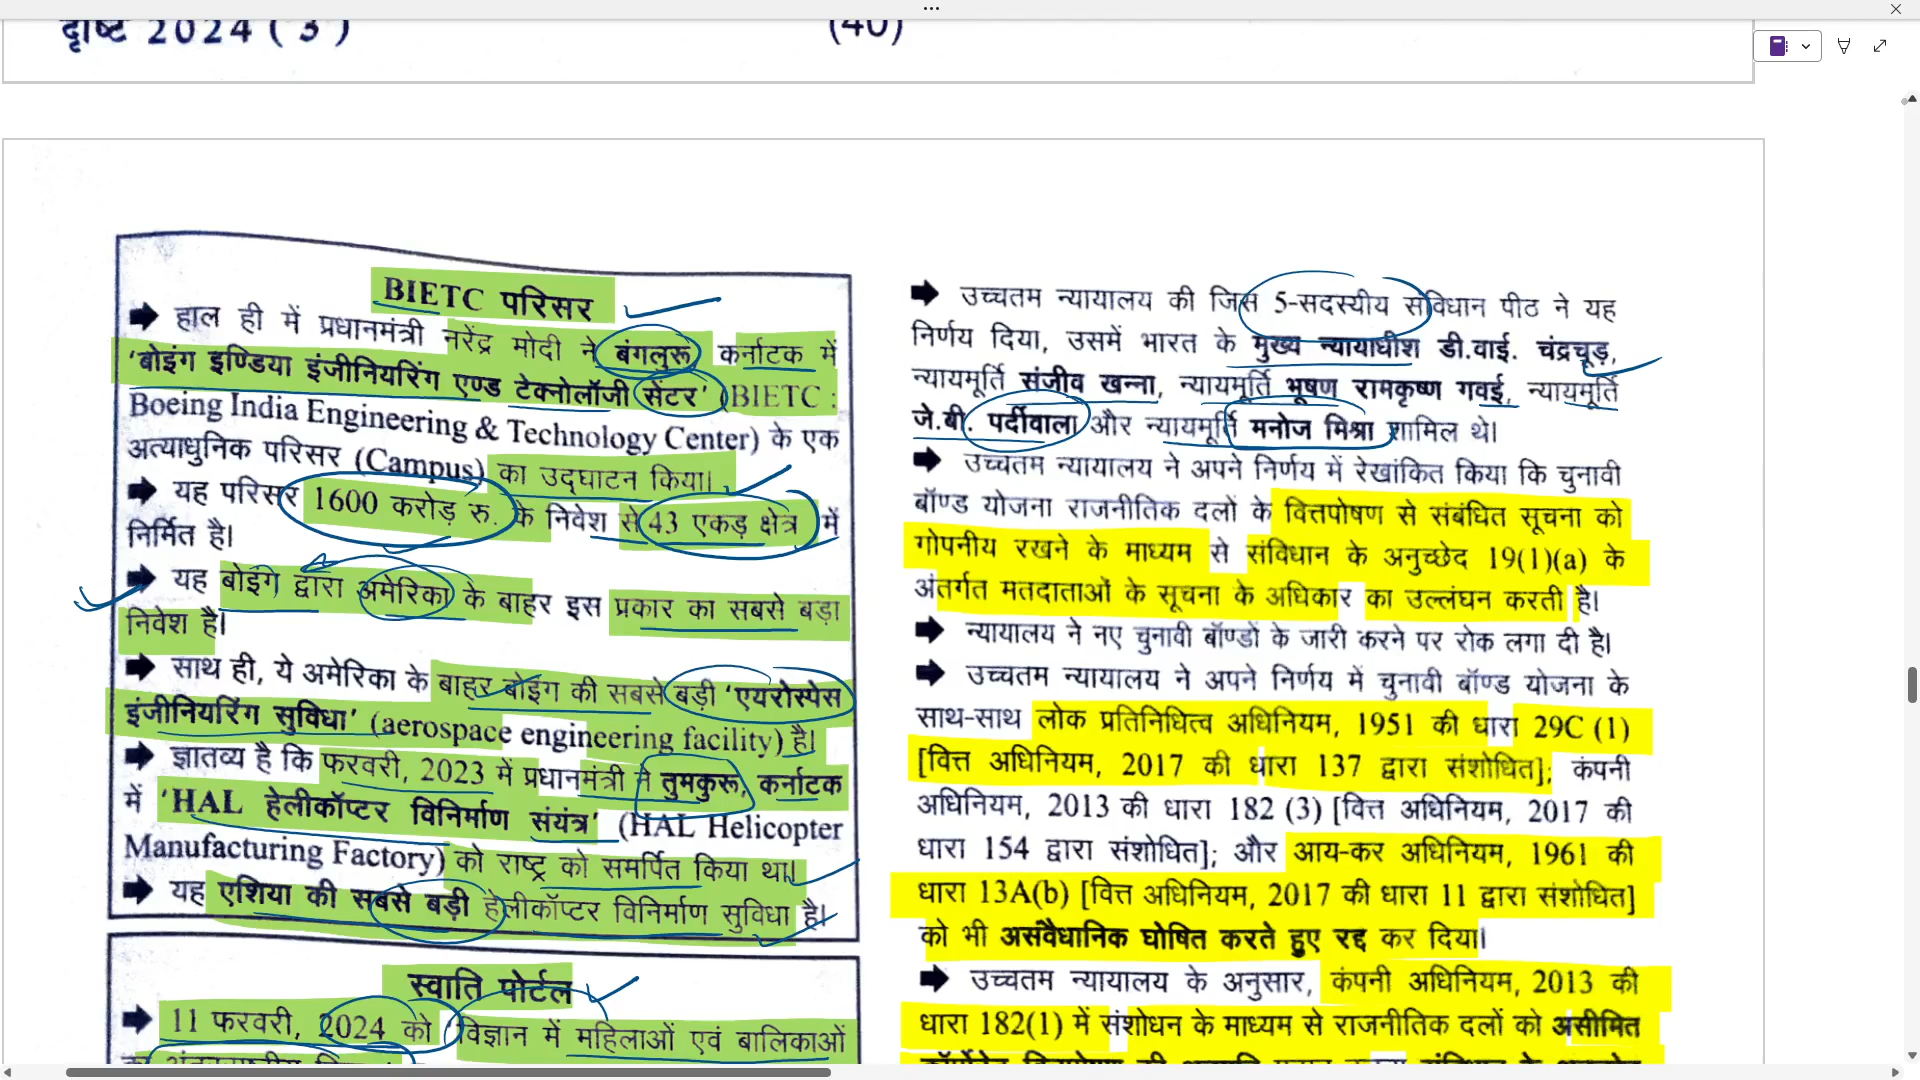 दृष्टि 2024 (3)
(40)
BIETC परिसर
➡ हाल ही में प्रधानमंत्री नरेंद्र मोदी ने बंगलुरू कर्नाटक में
'बोइंग इण्डिया इंजीनियरिंग एण्ड टेक्नोलॉजी सेंटर' (BIETC :
Boeing India Engineering & Technology Center) के एक
अत्याधुनिक परिसर (Campus) का उद्घाटन किया।
➡ यह परिसर 1600 करोड़ रु. के निवेश से 43 एकड़ क्षेत्र में
निर्मित है।
➡ यह बोइंग द्वारा अमेरिका के बाहर इस प्रकार का सबसे बड़ा
निवेश है।
➡ साथ ही, ये अमेरिका के बाहर बोइंग की सबसे बड़ी 'एयरोस्पेस
इंजीनियरिंग सुविधा' (aerospace engineering facility) है।
➡ ज्ञातव्य है कि फरवरी, 2023 में प्रधानमंत्री ने तुमकुरू, कर्नाटक
में 'HAL हेलीकॉप्टर विनिर्माण संयंत्र' (HAL Helicopter
Manufacturing Factory) को राष्ट्र को समर्पित किया था।
➡ यह एशिया की सबसे बड़ी हेलीकॉप्टर विनिर्माण सुविधा है।
स्वाति पोर्टल
➡ 11 फरवरी, 2024 को 'विज्ञान में महिलाओं एवं बालिकाओं
➡ उच्चतम न्यायालय की जिस 5-सदस्यीय संविधान पीठ ने यह
निर्णय दिया, उसमें भारत के मुख्य न्यायाधीश डी.वाई. चंद्रचूड़,
न्यायमूर्ति संजीव खन्ना, न्यायमूर्ति भूषण रामकृष्ण गवई, न्यायमूर्ति
जे.बी. पर्दीवाला और न्यायमूर्ति मनोज मिश्रा शामिल थे।
➡ उच्चतम न्यायालय ने अपने निर्णय में रेखांकित किया कि चुनावी
बॉण्ड योजना राजनीतिक दलों के वित्तपोषण से संबंधित सूचना को
गोपनीय रखने के माध्यम से संविधान के अनुच्छेद 19(1)(a) के
अंतर्गत मतदाताओं के सूचना के अधिकार का उल्लंघन करती है।
➡ न्यायालय ने नए चुनावी बॉण्डों के जारी करने पर रोक लगा दी है।
➡ उच्चतम न्यायालय ने अपने निर्णय में चुनावी बॉण्ड योजना के
साथ-साथ लोक प्रतिनिधित्व अधिनियम, 1951 की धारा 29C (1)
[वित्त अधिनियम, 2017 की धारा 137 द्वारा संशोधित]; कंपनी
अधिनियम, 2013 की धारा 182 (3) [वित्त अधिनियम, 2017 की
धारा 154 द्वारा संशोधित]; और आय-कर अधिनियम, 1961 की
धारा 13A(b) [वित्त अधिनियम, 2017 की धारा 11 द्वारा संशोधित]
को भी असंवैधानिक घोषित करते हुए रद्द कर दिया।
➡ उच्चतम न्यायालय के अनुसार, कंपनी अधिनियम, 2013 की
धारा 182(1) में संशोधन के माध्यम से राजनीतिक दलों को असीमित